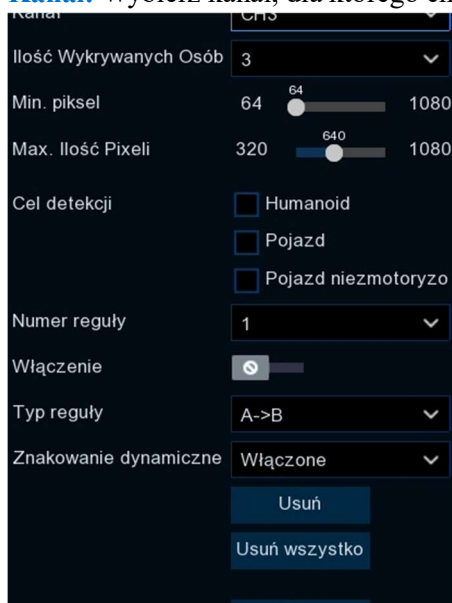 Kanał: Wybierz kanał, dla którego
Kanał CH3
Ilość Wykrywanych Osób 3
64
Min. piksel 64 1080
640
Max. Ilość Pixeli 320 1080
Cel detekcji Humanoid
Pojazd
Pojazd niezmotoryzo
Numer reguły 1
Włączenie
Typ reguły A->B
Znakowanie dynamiczne Włączone
Usuń
Usuń wszystko